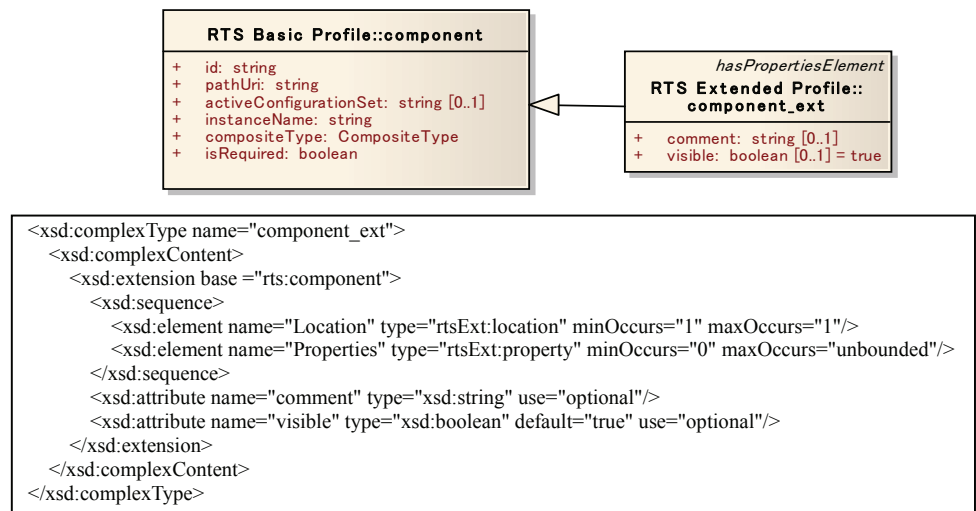 RTS Basic Profile::component
+ id: string
+ pathUri: string
+ activeConfigurationSet: string [0..1]
+ instanceName: string
+ compositeType: CompositeType
+ isRequired: boolean
hasPropertiesElement
RTS Extended Profile::
component_ext
+ comment: string [0..1]
+ visible: boolean [0..1] = true
<xsd:complexType name="component_ext">
<xsd:complexContent>
<xsd:extension base ="rts:component">
<xsd:sequence>
<xsd:element name="Location" type="rtsExt:location" minOccurs="1" maxOccurs="1"/>
<xsd:element name="Properties" type="rtsExt:property" minOccurs="0" maxOccurs="unbounded"/>
</xsd:sequence>
<xsd:attribute name="comment" type="xsd:string" use="optional"/>
<xsd:attribute name="visible" type="xsd:boolean" default="true" use="optional"/>
</xsd:extension>
</xsd:complexContent>
</xsd:complexType>